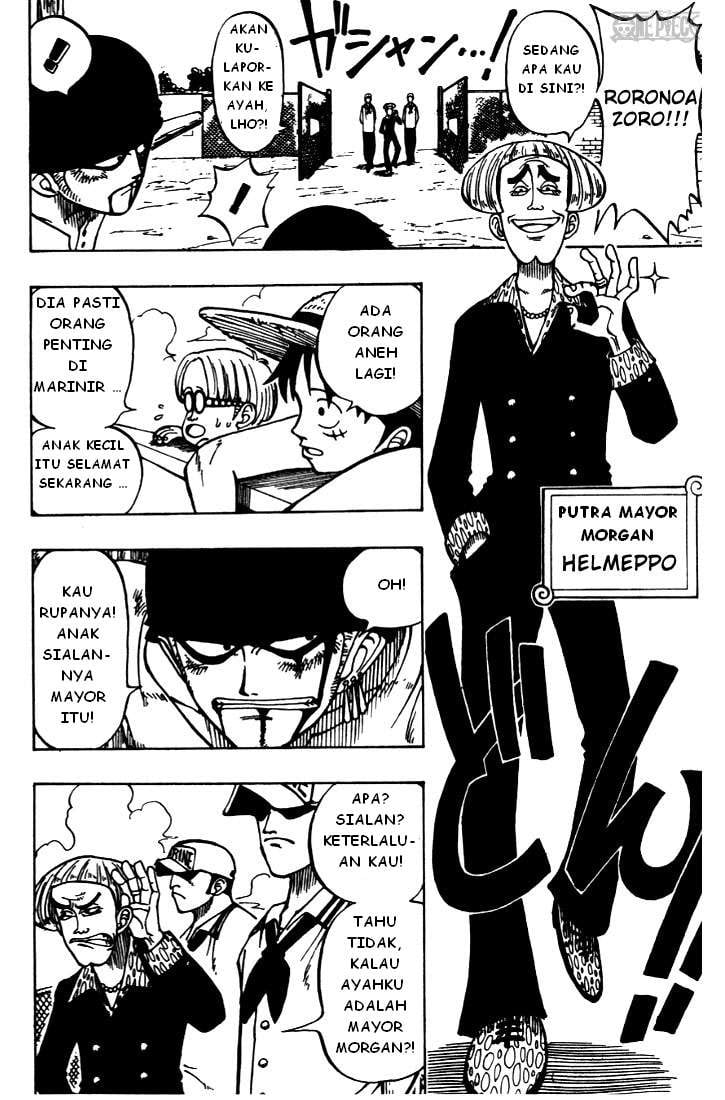 ONE PIECE
RORONOA
ZORO!!!
SEDANG
APA KAU
DI SINI?!
ガシャン…!
AKAN
KU-
LAPOR-
KAN KE
AYAH,
LHO?!
!
!
PUTRA MAYOR
MORGAN
HELMEPPO
ADA
ORANG
ANEH
LAGI!
DIA PASTI
ORANG
PENTING
DI
MARINIR …
ANAK KECIL
ITU SELAMAT
SEKARANG …
OH!
KAU
RUPANYA!
ANAK
SIALAN-
NYA
MAYOR
ITU!
どん!!
APA?
SIALAN?
KETERLALU-
AN KAU!
TAHU
TIDAK,
KALAU
AYAHKU
ADALAH
MAYOR
MORGAN?!
RINE